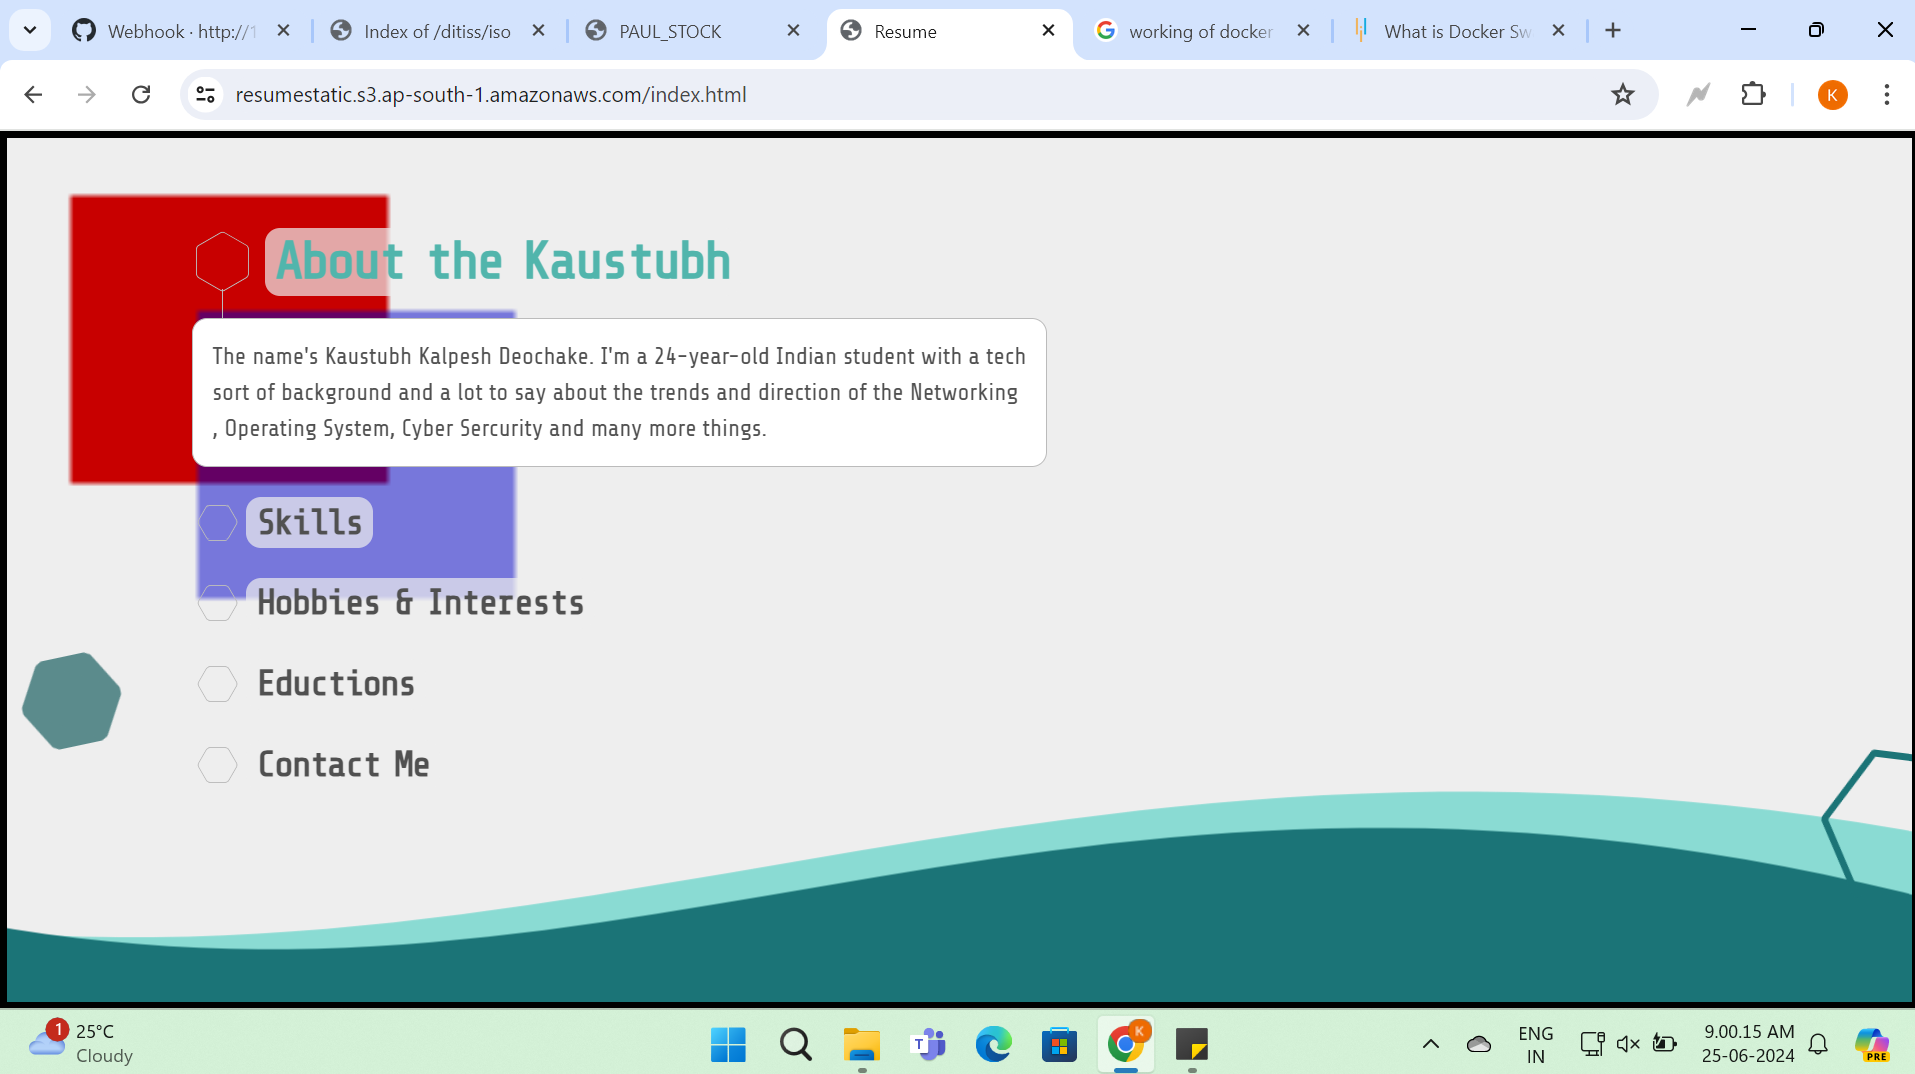 Webhook · http://1
Index of /ditiss/iso
PAUL_STOCK
Resume
working of docker
What is Docker Sw
resumestatic.s3.ap-south-1.amazonaws.com/index.html
K
About the Kaustubh
The name's Kaustubh Kalpesh Deochake. I'm a 24-year-old Indian student with a tech
sort of background and a lot to say about the trends and direction of the Networking
, Operating System, Cyber Sercurity and many more things.
Skills
Hobbies & Interests
Eductions
Contact Me
1
25°C
Cloudy
T
K
ENG
IN
9.00.15 AM
25-06-2024
PRE